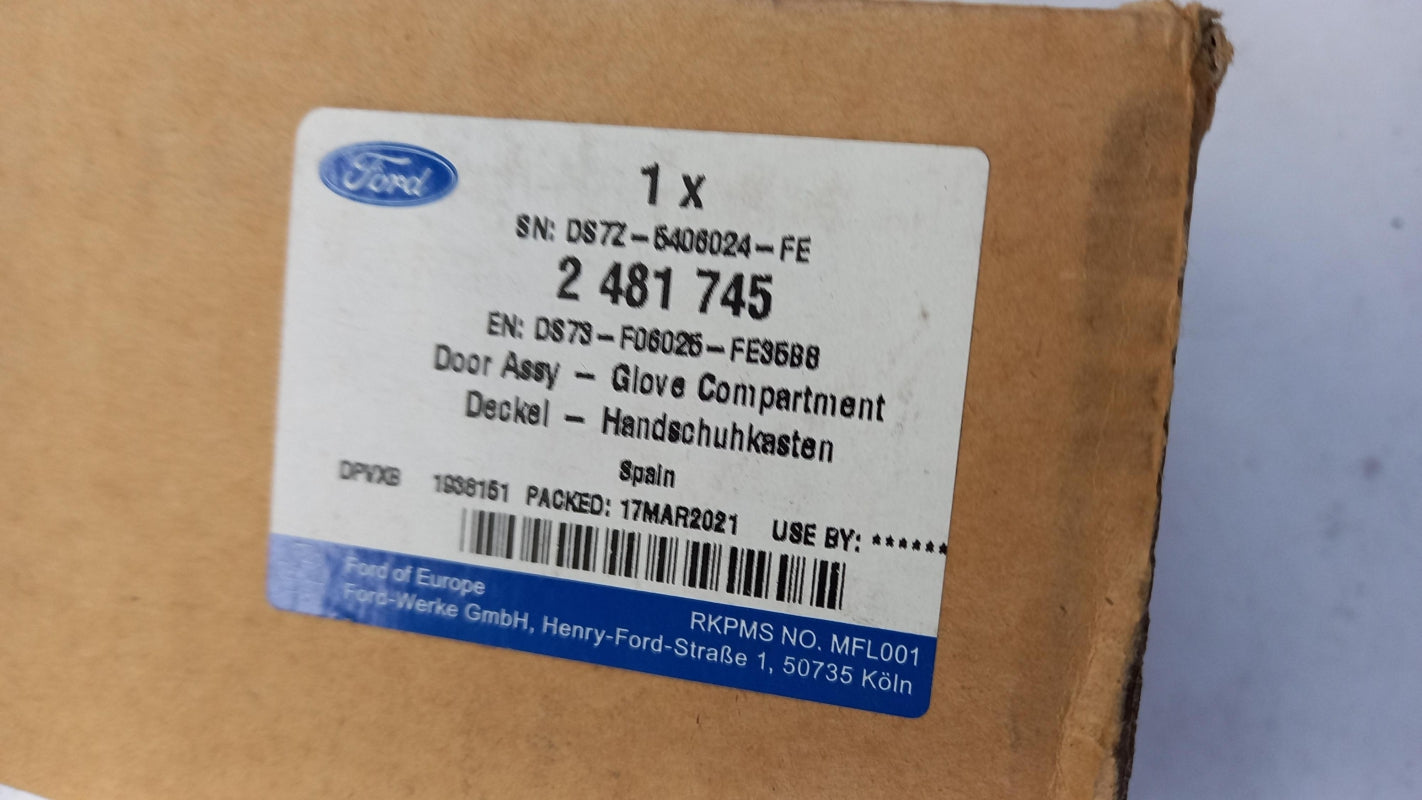 Ford
1 x
SN: DS7Z-5406024-FE
2 481 745
EN: DS73-F06025-FE35B8
Door Assy - Glove Compartment
Deckel - Handschuhkasten
Spain
DPVXB 1936151 PACKED: 17MAR2021 USE BY: ******
Ford of Europe
RKPMS NO. MFL001
Ford-Werke GmbH, Henry-Ford-Straße 1, 50735 Köln